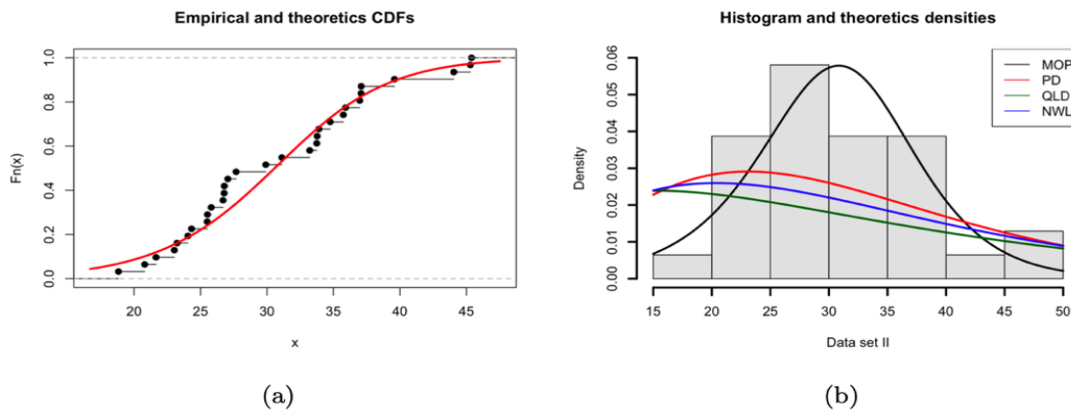 Empirical and theoretics CDFs
Fn(x)
1.0
0.8
0.6
0.4
0.2
0.0
20 25 30 35 40 45
x
(a)
Histogram and theoretics densities
Density
0.06
0.05
0.04
0.03
0.02
0.01
0.00
MOP
PD
QLD
NWL
15 20 25 30 35 40 45 50
Data set II
(b)